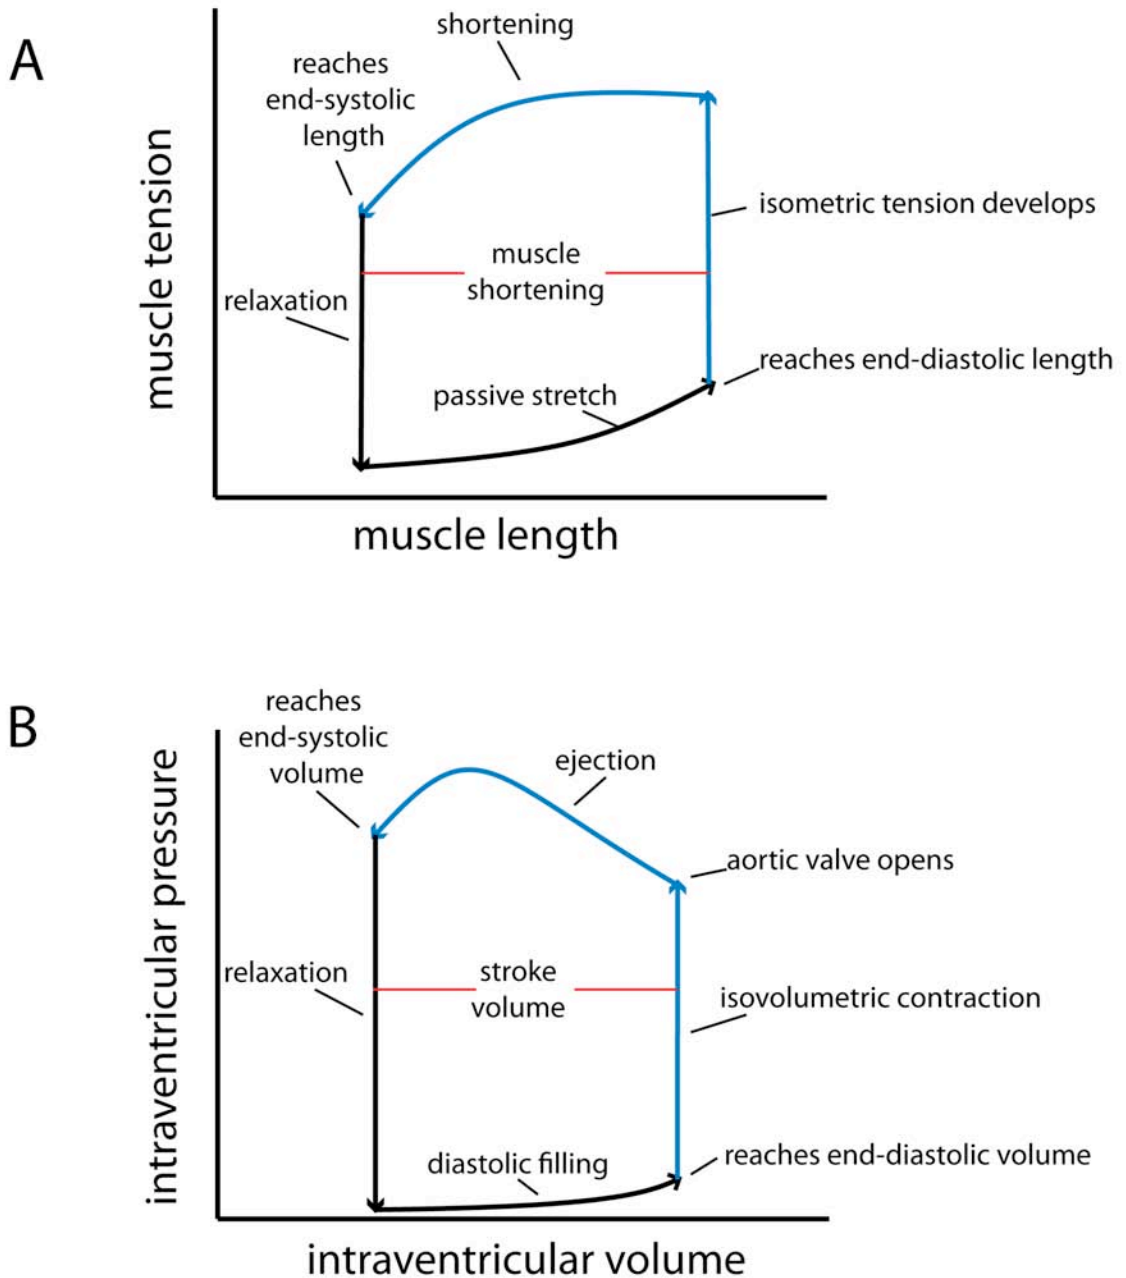 A
shortening
reaches
end-systolic
length
muscle tension
isometric tension develops
muscle
shortening
relaxation
reaches end-diastolic length
passive stretch
muscle length
B
reaches
end-systolic
volume
ejection
intraventricular pressure
aortic valve opens
relaxation
stroke
volume
isovolumetric contraction
diastolic filling
reaches end-diastolic volume
intraventricular volume